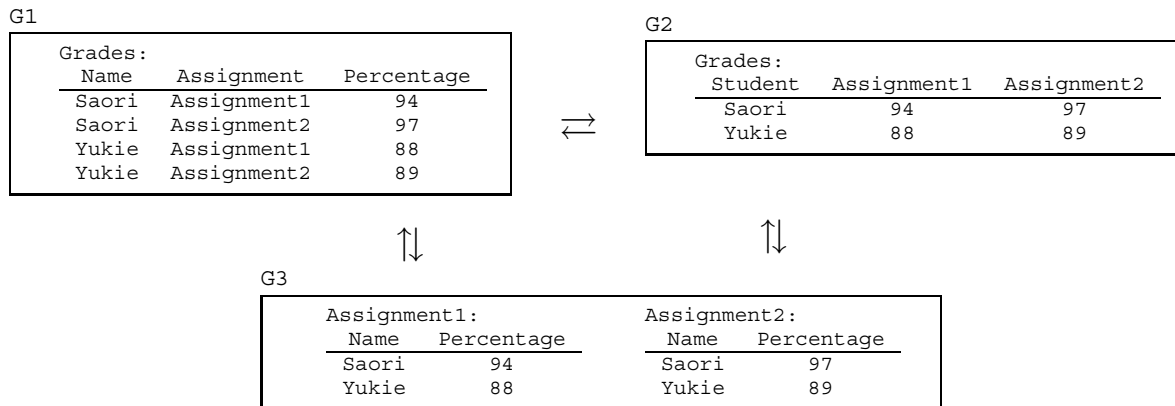 G1
Grades:
Name Assignment Percentage
Saori Assignment1 94
Saori Assignment2 97
Yukie Assignment1 88
Yukie Assignment2 89
G2
Grades:
Student Assignment1 Assignment2
Saori 94 97
Yukie 88 89
G3
Assignment1:
Name Percentage
Saori 94
Yukie 88
Assignment2:
Name Percentage
Saori 97
Yukie 89